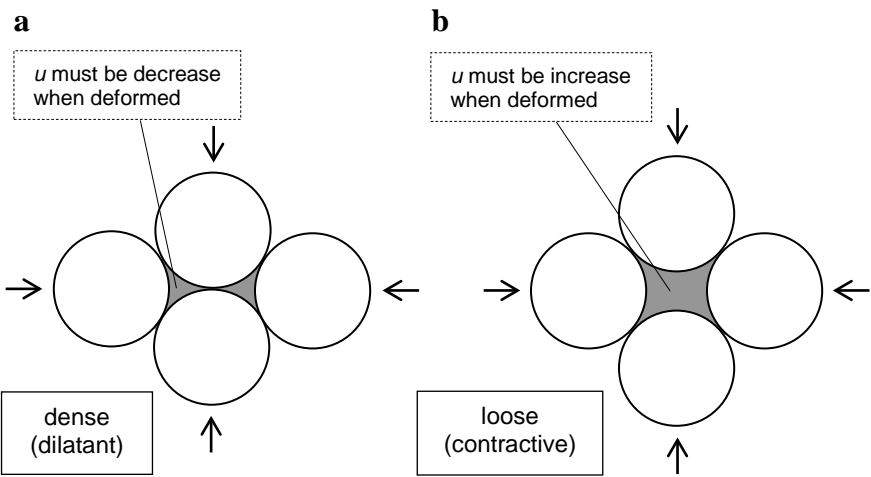 a
u must be decrease
when deformed
dense
(dilatant)
b
u must be increase
when deformed
loose
(contractive)